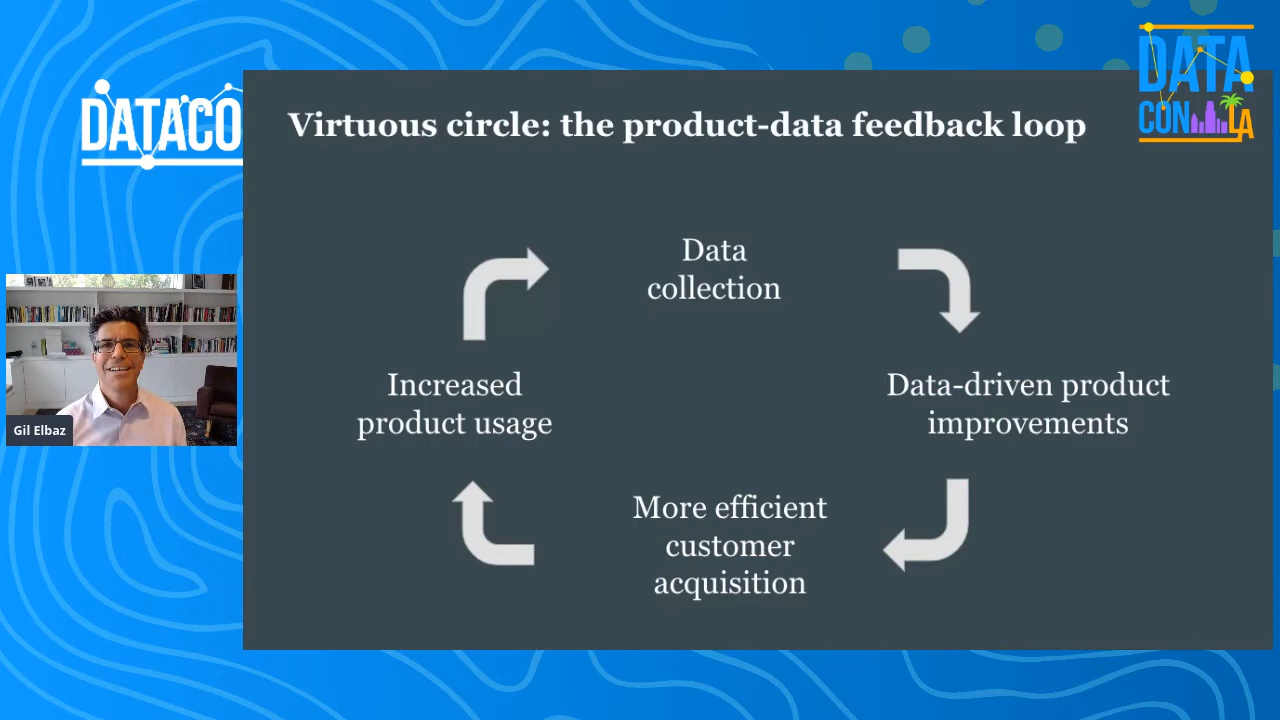 DATACO
DATA
CON LA
Virtuous circle: the product-data feedback loop
Data
collection
Increased
product usage
Data-driven product
improvements
More efficient
customer
acquisition
Gil Elbaz